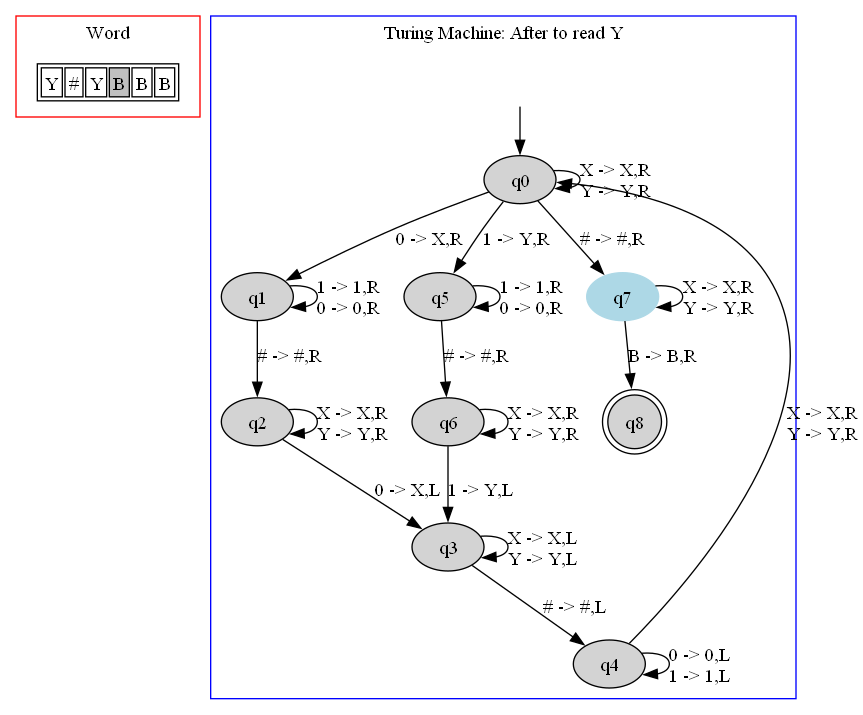 Word
Turing Machine: After to read Y
Y # Y B B B
q0
X -> X,R
Y -> Y,R
0 -> X,R
1 -> Y,R
# -> #,R
q1
1 -> 1,R
0 -> 0,R
q5
1 -> 1,R
0 -> 0,R
q7
X -> X,R
Y -> Y,R
# -> #,R
# -> #,R
B -> B,R
q2
X -> X,R
Y -> Y,R
q6
X -> X,R
Y -> Y,R
q8
X -> X,R
Y -> Y,R
0 -> X,L
1 -> Y,L
q3
X -> X,L
Y -> Y,L
# -> #,L
q4
0 -> 0,L
1 -> 1,L